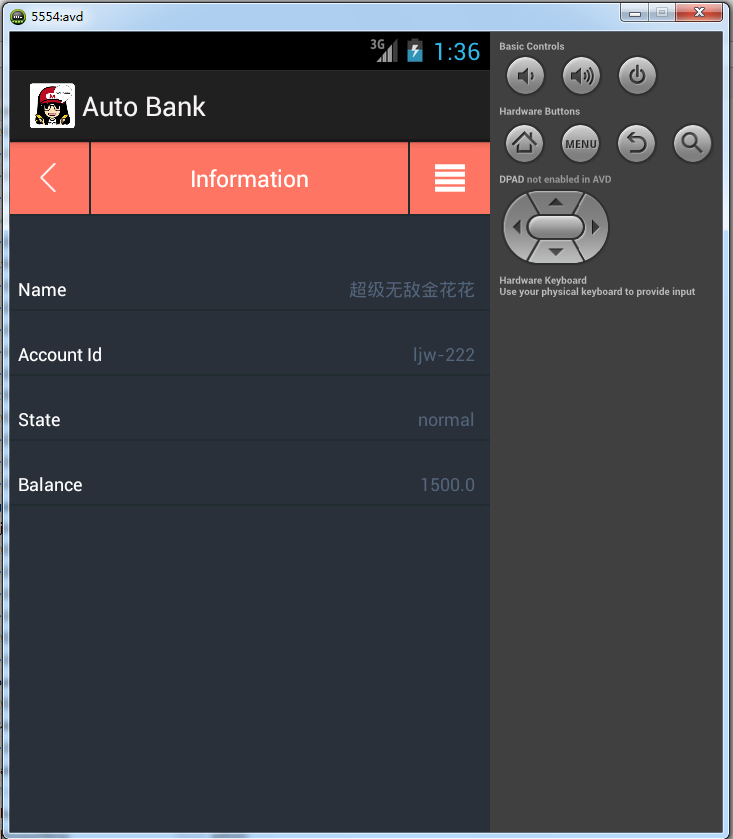 5554:avd
3G
1:36
Auto Bank
Information
Name
超级无敌金花花
Account Id
ljw-222
State
normal
Balance
1500.0
Basic Controls
Hardware Buttons
MENU
DPAD not enabled in AVD
Hardware Keyboard
Use your physical keyboard to provide input